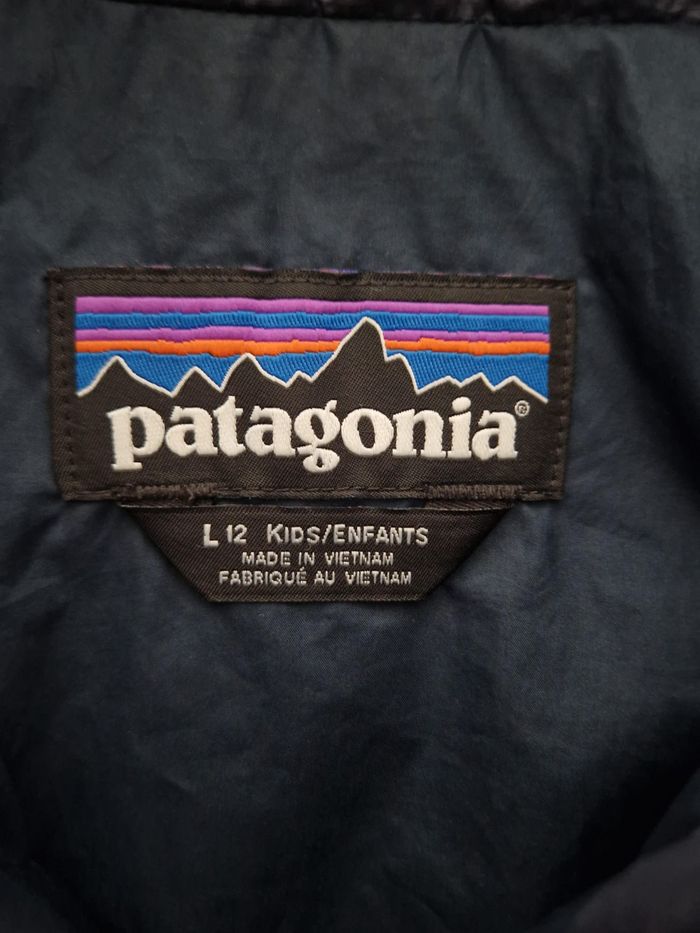 patagonia®
L 12 KIDS/ENFANTS
MADE IN VIETNAM
FABRIQUÉ AU VIETNAM